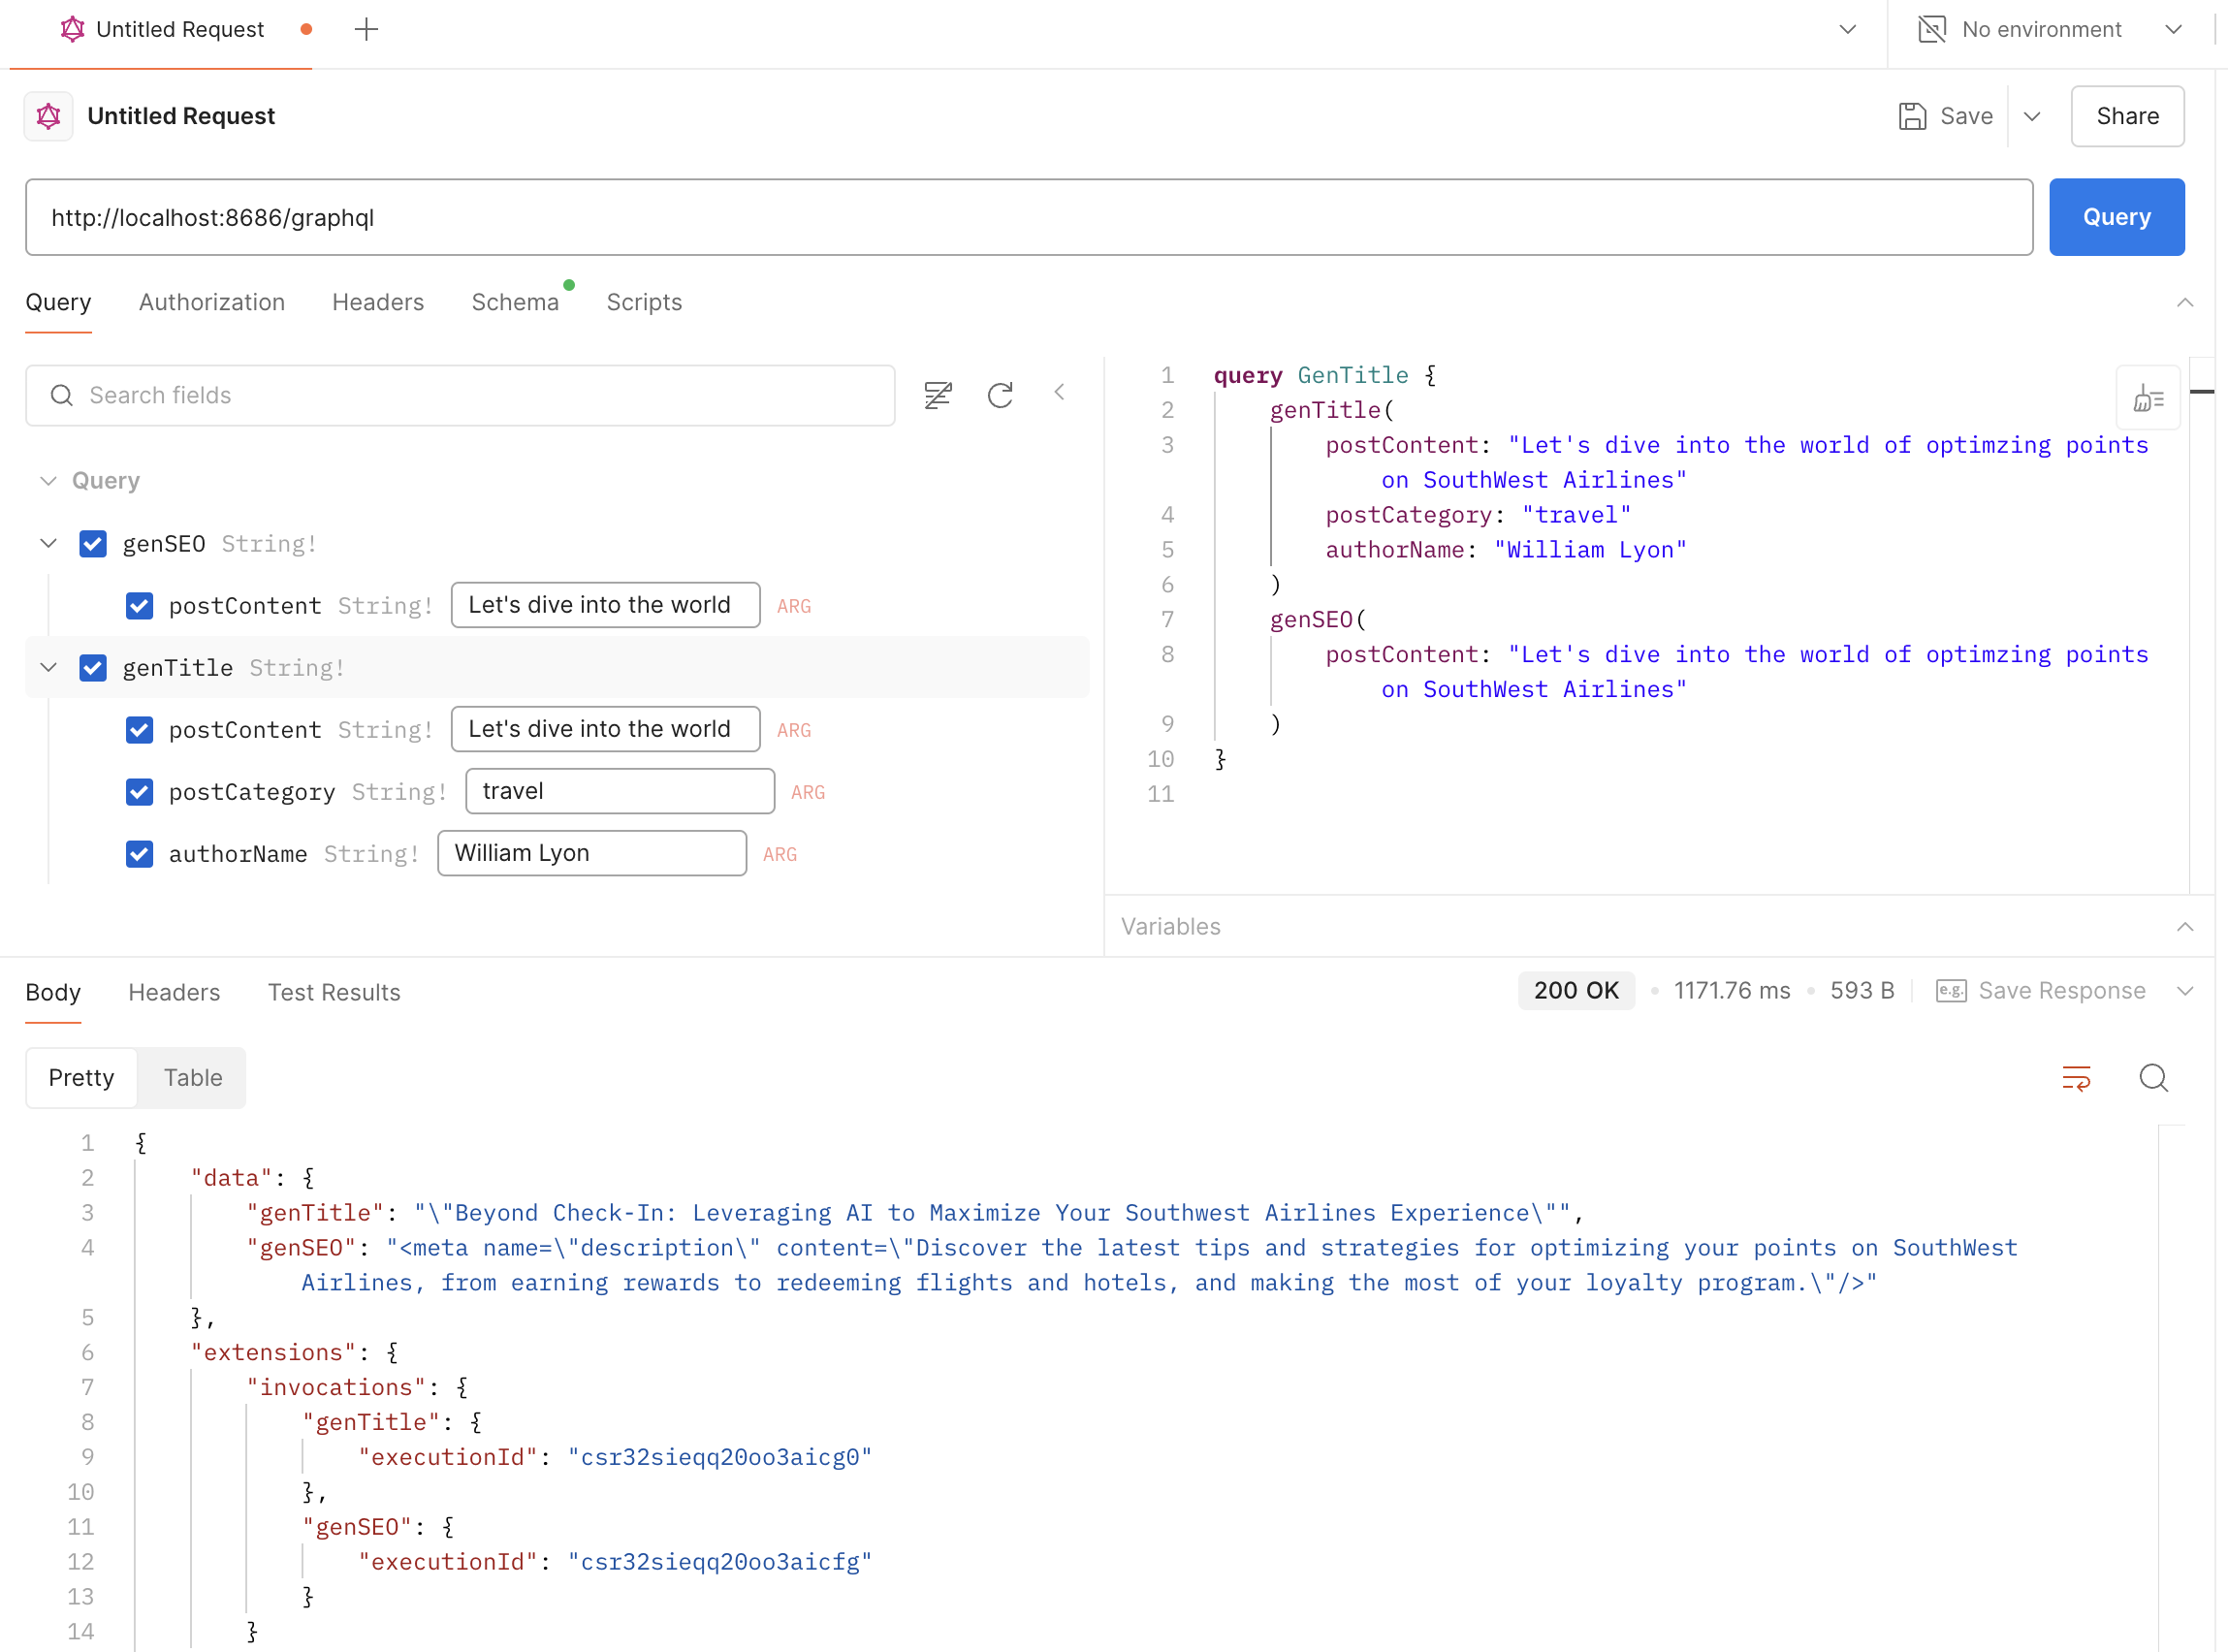 Untitled Request
No environment
Untitled Request
Save
Share
http://localhost:8686/graphql
Query
Query Authorization Headers Schema Scripts
Search fields
Query
genSEO String!
postContent String! Let's dive into the world ARG
genTitle String!
postContent String! Let's dive into the world ARG
postCategory String! travel ARG
authorName String! William Lyon ARG
1 query GenTitle {
2 genTitle(
3 postContent: "Let's dive into the world of optimzing points
on SouthWest Airlines"
4 postCategory: "travel"
5 authorName: "William Lyon"
6 )
7 genSEO(
8 postContent: "Let's dive into the world of optimzing points
on SouthWest Airlines"
9 )
10 }
11
Variables
Body Headers Test Results
200 OK • 1171.76 ms • 593 B e.g. Save Response
Pretty Table
1 {
2 "data": {
3 "genTitle": "\"Beyond Check-In: Leveraging AI to Maximize Your Southwest Airlines Experience\"",
4 "genSEO": "<meta name=\"description\" content=\"Discover the latest tips and strategies for optimizing your points on SouthWest
Airlines, from earning rewards to redeeming flights and hotels, and making the most of your loyalty program.\"/>"
5 },
6 "extensions": {
7 "invocations": {
8 "genTitle": {
9 "executionId": "csr32sieqq20oo3aicg0"
10 },
11 "genSEO": {
12 "executionId": "csr32sieqq20oo3aicfg"
13 }
14 }